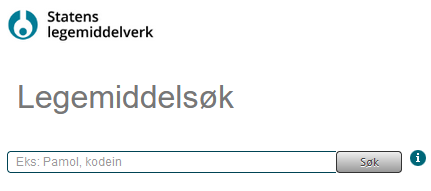 Statens
legemiddelverk
Legemiddelsøk
Eks: Pamol, kodein
Søk